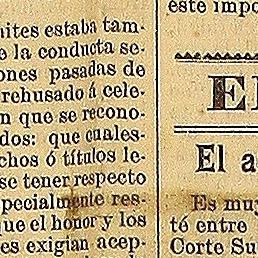 nites estaba tam-
e la conducta se-
ones pasadas de
rehusado á cele-
n que se recono-
dos: que cuales-
chos ó títulos le-
se tener respecto
pecialmente res-
que el honor y los
es exigian acep-
este impo
El
El a
Es muy
té entre
Corte Su